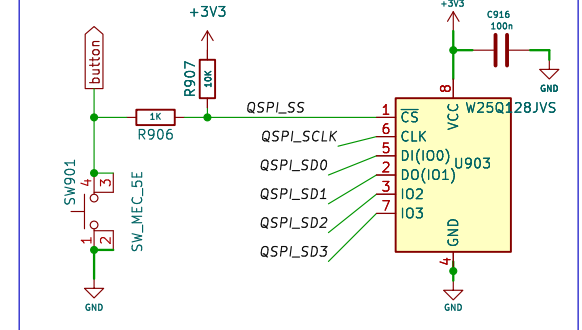 +3V3
+3V3
C916
100n
button
R907
10K
GND
QSPI_SS
1K
R906
1
CS
8
VCC
W25Q128JVS
QSPI_SCLK
6
CLK
QSPI_SD0
5
DI(IO0)
U903
QSPI_SD1
2
DO(IO1)
QSPI_SD2
3
IO2
QSPI_SD3
7
IO3
SW901
4
3
1
2
SW_MEC_5E
GND
GND
4
GND